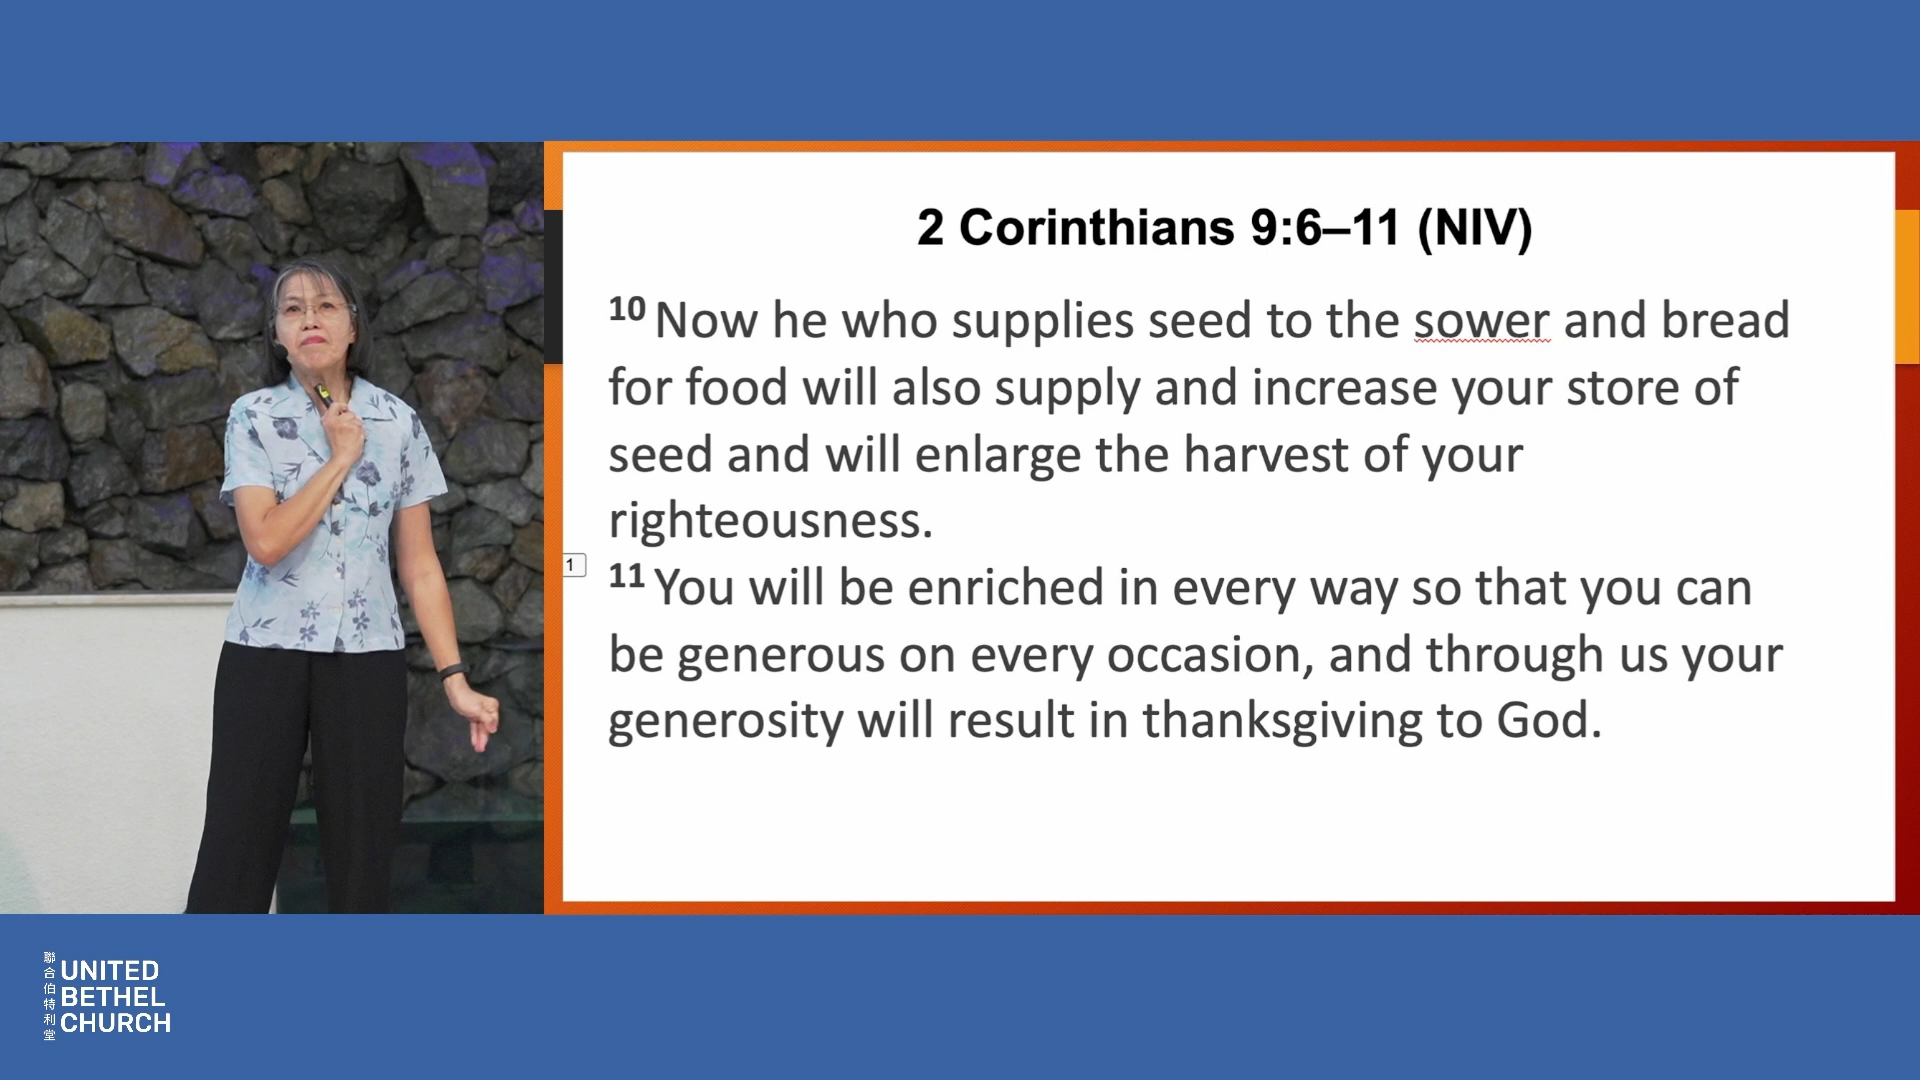 2 Corinthians 9:6–11 (NIV)
10 Now he who supplies seed to the sower and bread
for food will also supply and increase your store of
seed and will enlarge the harvest of your
righteousness.
1
11 You will be enriched in every way so that you can
be generous on every occasion, and through us your
generosity will result in thanksgiving to God.
聯合伯特利堂
UNITED
BETHEL
CHURCH